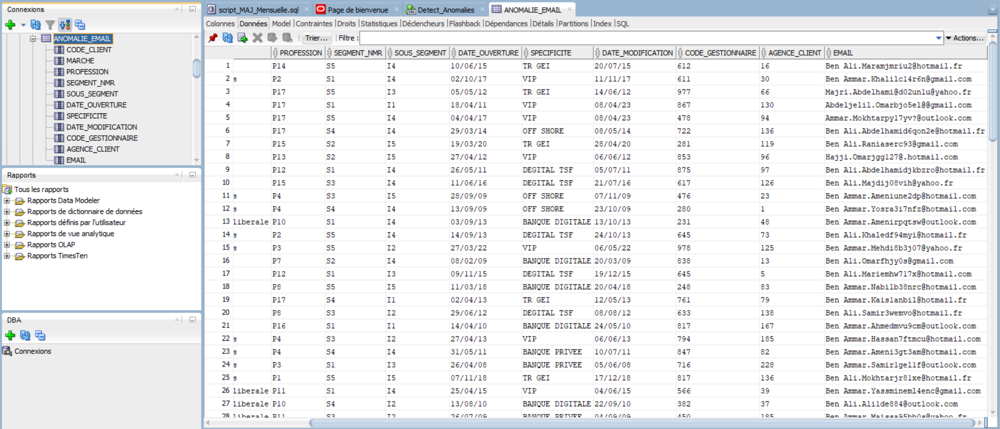 Connexions
script_MAJ_Mensuelle.sql
Page de bienvenue
Detect_Anomalies
ANOMALIE_EMAIL
Colonnes Données Model Contraintes Droits Statistiques Déclencheurs Flashback Dépendances Détails Partitions Index SQL
Trier... Filtre : Actions...
ANOMALIE_EMAIL
CODE_CLIENT
MARCHE
PROFESSION
SEGMENT_NMR
SOUS_SEGMENT
DATE_OUVERTURE
SPECIFICITE
DATE_MODIFICATION
CODE_GESTIONNAIRE
AGENCE_CLIENT
EMAIL
Rapports
Tous les rapports
Rapports Data Modeler
Rapports de dictionnaire de données
Rapports définis par l'utilisateur
Rapports de vue analytique
Rapports OLAP
Rapports TimesTen
DBA
Connexions
PROFESSION SEGMENT_NMR SOUS_SEGMENT DATE_OUVERTURE SPECIFICITE DATE_MODIFICATION CODE_GESTIONNAIRE AGENCE_CLIENT EMAIL
1 P14 S5 I4 10/06/15 TR GEI 20/07/15 612 16 Ben Ali.Maramjmriu2@hotmail.fr
2 s P2 S1 I4 02/10/17 VIP 11/11/17 611 30 Ben Ammar.Khalilc14r6n@gmail.com
3 P17 S5 I3 05/05/12 TR GEI 14/06/12 977 66 Majri.Abdelhami@d02unlu@yahoo.fr
4 P17 S1 I1 18/04/11 VIP 08/04/23 867 130 Abdeljelil.Omarbjo5el@@gmail.com
5 P17 S5 I4 04/04/17 VIP 08/04/23 478 94 Ammar.Mokhtarpyl7yv?@outlook.com
6 P17 S4 I4 29/03/14 OFF SHORE 08/05/14 722 136 Ben Ali.Abdelhamid6qon2e@hotmail.fr
7 P15 S2 I5 19/03/20 TR GEI 28/04/20 281 119 Ben Ali.Raniaserc93@gmail.com
8 P13 S2 I5 27/04/12 VIP 06/06/12 853 96 Hajji.Omarjgg127@.hotmail.com
9 P12 S1 I4 26/05/11 DEGITAL TSF 05/07/11 875 97 Ben Ali.Abdelhamidjkbzro@hotmail.fr
10 P15 S3 I4 11/06/16 DEGITAL TSF 21/07/16 617 126 Ben Ali.Majdij08vih@yahoo.fr
11 s P4 S3 I5 28/09/09 OFF SHORE 07/11/09 476 23 Ben Ammar.Ameniune2dp@hotmail.com
12 s P4 S4 I4 13/09/09 OFF SHORE 23/10/09 280 1 Ben Ammar.Yosra3i7nfz@hotmail.com
13 liberale P10 S1 I4 03/09/13 BANQUE DIGITALE 13/10/13 231 48 Ben Ammar.Amenirpqtsw@outlook.com
14 s P2 S5 I4 14/09/13 DEGITAL TSF 24/10/13 645 73 Ben Ali.Khaledf94myi@hotmail.fr
15 s P3 S5 I2 27/03/22 VIP 06/05/22 978 125 Ben Ammar.Mehdi8b3j07@yahoo.fr
16 P7 S2 I4 08/02/09 BANQUE DIGITALE 20/03/09 838 13 Ben Ali.Omarfhjy0s@gmail.com
17 P12 S1 I3 09/11/15 DEGITAL TSF 19/12/15 645 5 Ben Ali.Mariemhw717x@hotmail.com
18 P8 S5 I5 11/03/18 BANQUE DIGITALE 20/04/18 248 83 Ben Ammar.Nabilb38nrc@hotmail.com
19 P17 S4 I1 02/04/13 TR GEI 12/05/13 761 79 Ben Ammar.Kais1anbil@hotmail.fr
20 P8 S3 I2 29/06/12 DEGITAL TSF 08/08/12 633 138 Ben Ali.Samir3wemvo@hotmail.fr
21 P16 S1 I1 14/04/10 BANQUE DIGITALE 24/05/10 817 167 Ben Ammar.Ahmedmvu9cm@outlook.com
22 s P4 S3 I2 27/04/13 VIP 06/06/13 794 185 Ben Ammar.Hassan7ftmcu@hotmail.com
23 s P4 S4 I4 31/05/11 BANQUE PRIVEE 10/07/11 847 82 Ben Ammar.Ameni3gt3am@hotmail.com
24 s P3 S1 I3 26/04/08 BANQUE PRIVEE 05/06/08 716 228 Ben Ammar.Samir1gel1f@outlook.com
25 s P1 S5 I5 07/11/18 TR GEI 17/12/18 817 136 Ben Ali.Mokhtarjr81xe@hotmail.fr
26 liberale P11 S1 I4 25/04/15 VIP 04/06/15 566 39 Ben Ammar.Yassmineml4enc@gmail.com
27 liberale P10 S4 I2 13/08/10 BANQUE DIGITALE 22/09/10 382 37 Ben Ali.Alilde884@outlook.com
28 liberale P11 S3 I2 26/07/09 BANQUE PRIVEE 04/09/09 450 185 Ben Ammar.Maissa95bb0s@yahoo.fr